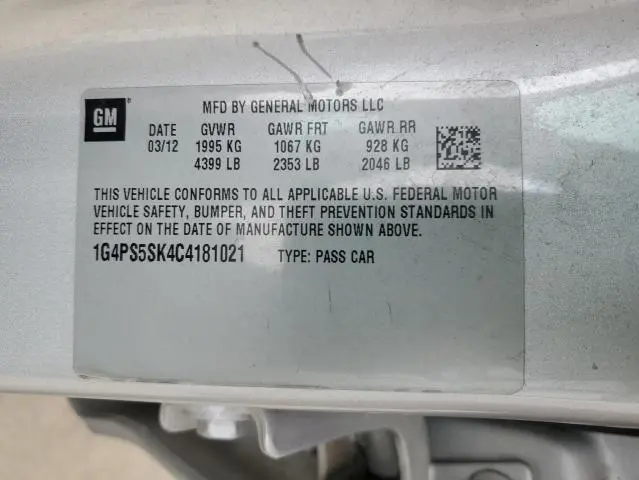 GM ® MFD BY GENERAL MOTORS LLC
DATE GVWR GAWR FRT GAWR RR
03/12 1995 KG 1067 KG 928 KG
4399 LB 2353 LB 2046 LB
THIS VEHICLE CONFORMS TO ALL APPLICABLE U.S. FEDERAL MOTOR
VEHICLE SAFETY, BUMPER, AND THEFT PREVENTION STANDARDS IN
EFFECT ON THE DATE OF MANUFACTURE SHOWN ABOVE.
1G4PS5SK4C4181021 TYPE: PASS CAR